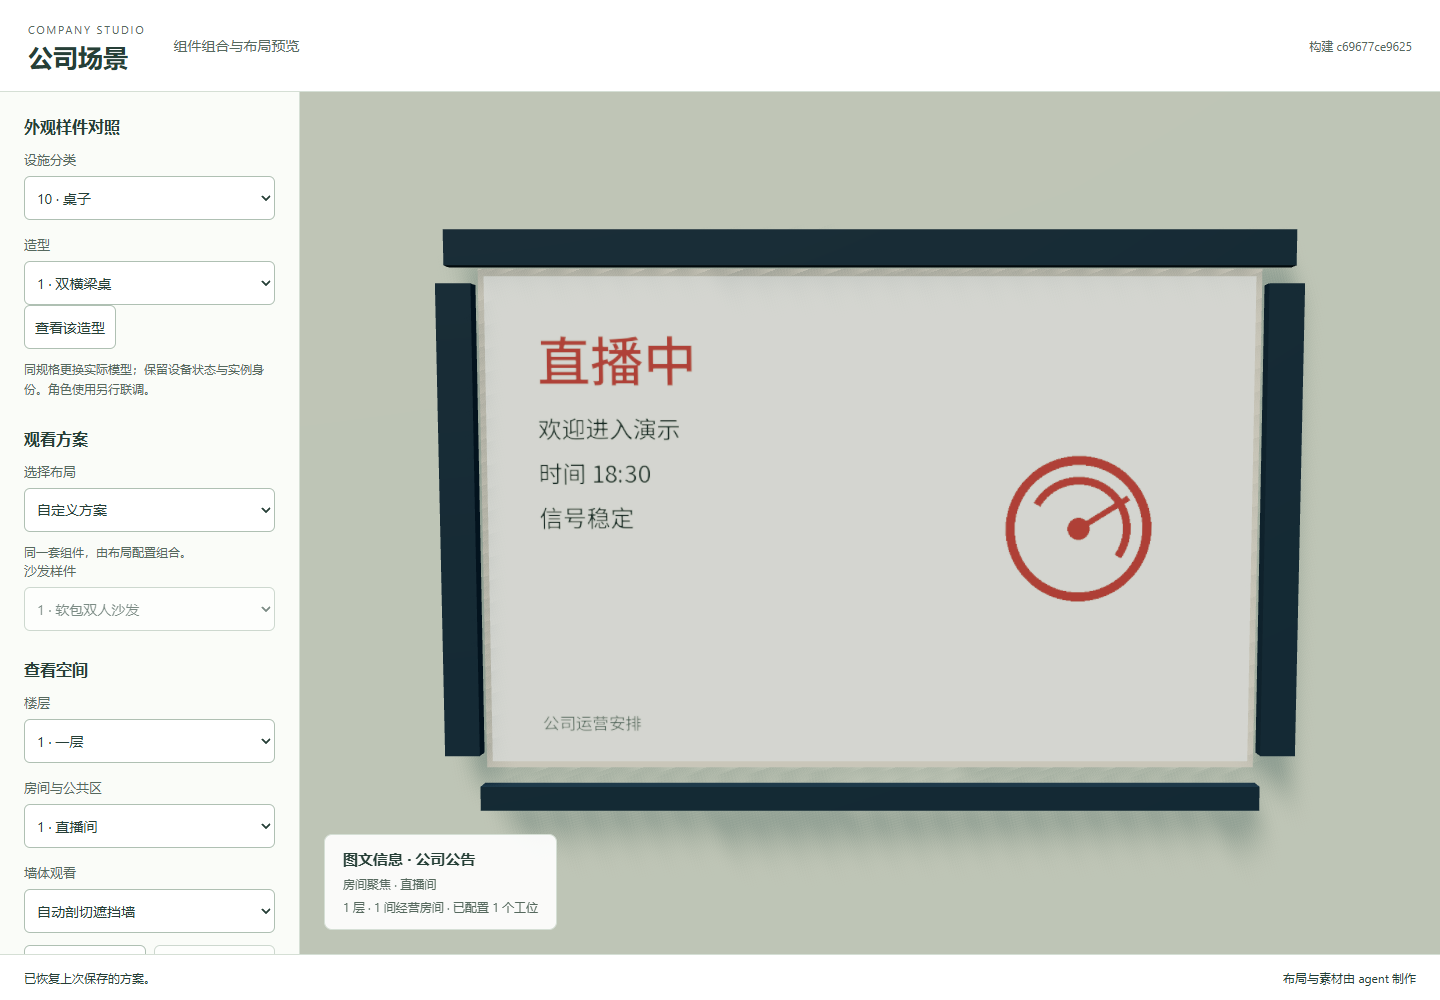 COMPANY STUDIO
公司场景
组件组合与布局预览
构建 c69677ce9625
外观样件对照
设施分类
10 · 桌子
造型
1 · 双横梁桌
查看该造型
同规格更换实际模型；保留设备状态与实例身
份。角色使用另行联调。
观看方案
选择布局
自定义方案
同一套组件，由布局配置组合。
沙发样件
1 · 软包双人沙发
查看空间
楼层
1 · 一层
房间与公共区
1 · 直播间
墙体观看
自动剖切遮挡墙
直播中
欢迎进入演示
时间 18:30
信号稳定
公司运营安排
图文信息 · 公司公告
房间聚焦 · 直播间
1 层 · 1 间经营房间 · 已配置 1 个工位
已恢复上次保存的方案。
布局与素材由 agent 制作